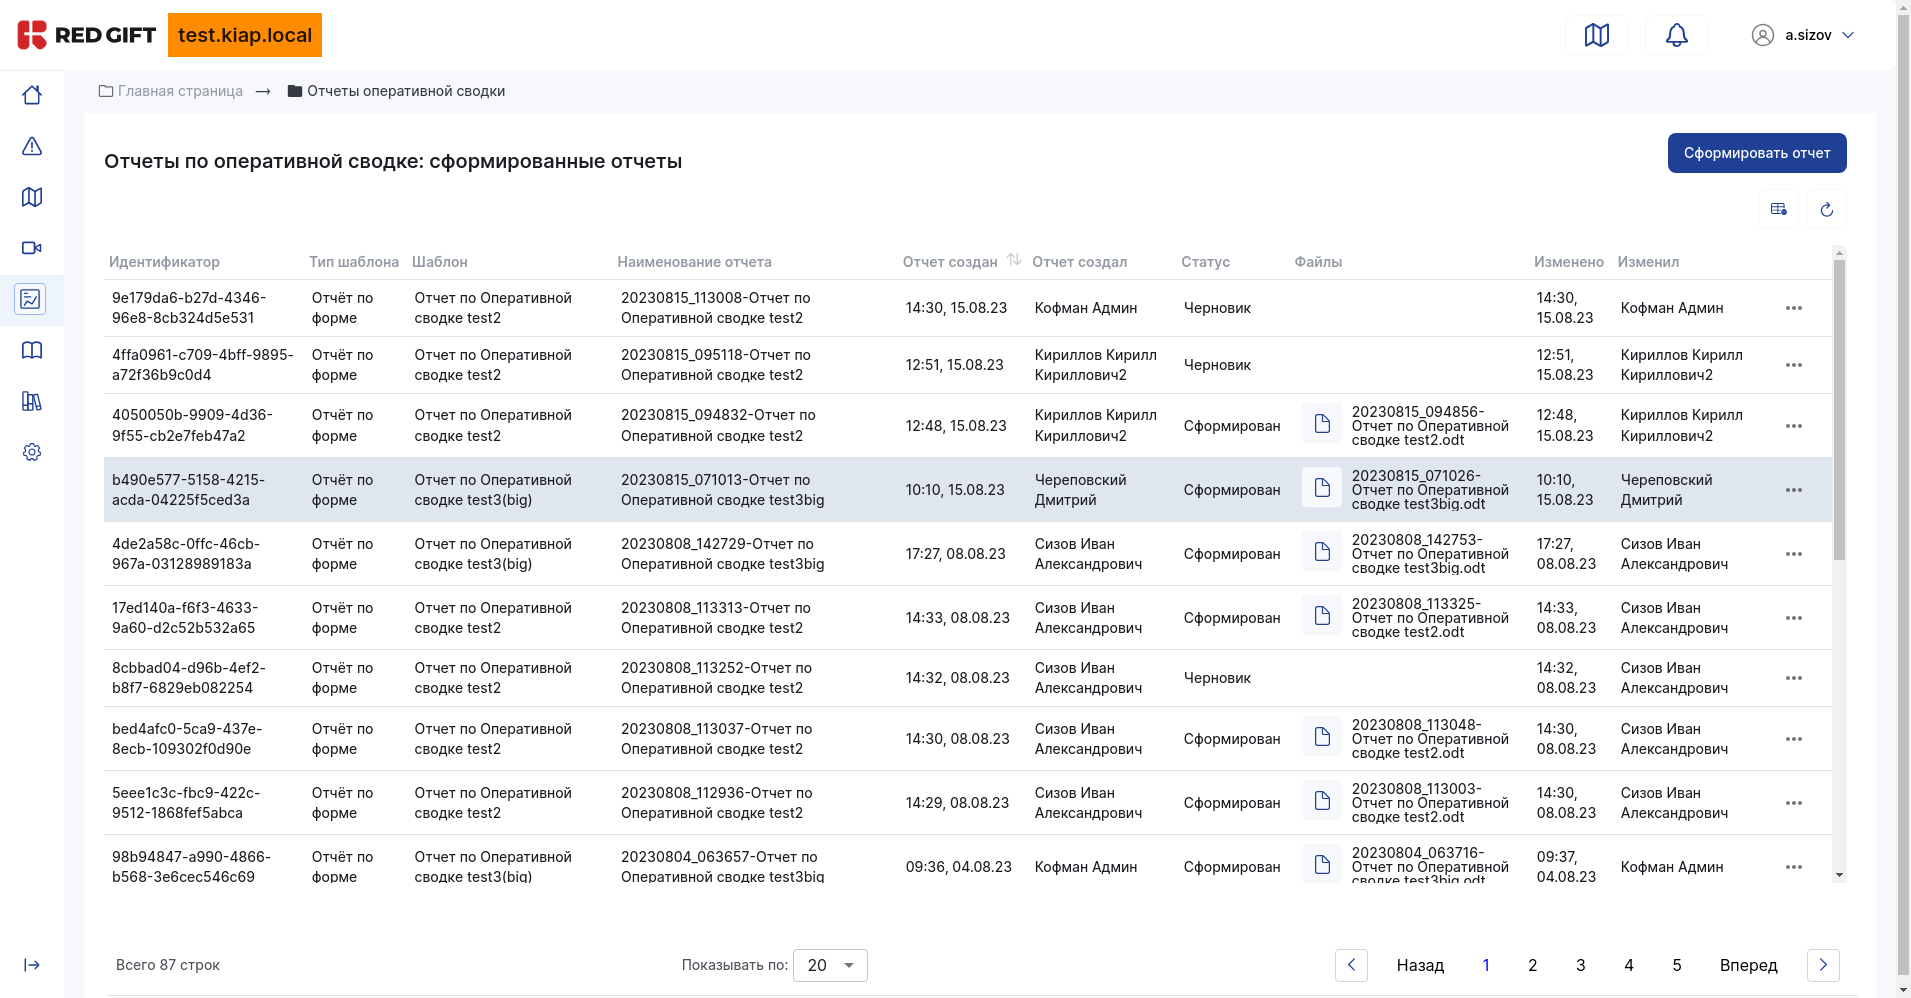 RED GIFT test.kiap.local a.sizov
Главная страница → Отчеты оперативной сводки
Отчеты по оперативной сводке: сформированные отчеты
Сформировать отчет
Идентификатор Тип шаблона Шаблон Наименование отчета Отчет создан Отчет создал Статус Файлы Изменено Изменил
9e179da6-b27d-4346- Отчёт по Отчет по Оперативной 20230815_113008-Отчет по 14:30,
14:30, 15.08.23 Кофман Админ Черновик Кофман Админ
96e8-8cb324d5e531 форме сводке test2 Оперативной сводке test2 15.08.23
4ffa0961-c709-4bff-9895- Отчёт по Отчет по Оперативной 20230815_095118-Отчет по Кириллов Кирилл 12:51, Кириллов Кирилл
12:51, 15.08.23 Черновик
a72f36b9c0d4 форме сводке test2 Оперативной сводке test2 Кириллович2 15.08.23 Кириллович2
4050050b-9909-4d36- Отчёт по Отчет по Оперативной 20230815_094832-Отчет по Кириллов Кирилл 20230815_094856- 12:48, Кириллов Кирилл
12:48, 15.08.23 Сформирован Отчет по Оперативной
9f55-cb2e7feb47a2 форме сводке test2 Оперативной сводке test2 Кириллович2 сводке test2.odt 15.08.23 Кириллович2
b490e577-5158-4215- Отчёт по Отчет по Оперативной 20230815_071013-Отчет по Череповский 20230815_071026- 10:10, Череповский
10:10, 15.08.23 Сформирован Отчет по Оперативной
acda-04225f5ced3a форме сводке test3(big) Оперативной сводке test3big Дмитрий сводке test3big.odt 15.08.23 Дмитрий
4de2a58c-0ffc-46cb- Отчёт по Отчет по Оперативной 20230808_142729-Отчет по Сизов Иван 20230808_142753- 17:27, Сизов Иван
17:27, 08.08.23 Сформирован Отчет по Оперативной
967a-03128989183a форме сводке test3(big) Оперативной сводке test3big Александрович сводке test3big.odt 08.08.23 Александрович
17ed140a-f6f3-4633- Отчёт по Отчет по Оперативной 20230808_113313-Отчет по Сизов Иван 20230808_113325- 14:33, Сизов Иван
14:33, 08.08.23 Сформирован Отчет по Оперативной
9a60-d2c52b532a65 форме сводке test2 Оперативной сводке test2 Александрович сводке test2.odt 08.08.23 Александрович
8cbbad04-d96b-4ef2- Отчёт по Отчет по Оперативной 20230808_113252-Отчет по Сизов Иван 14:32, Сизов Иван
14:32, 08.08.23 Черновик
b8f7-6829eb082254 форме сводке test2 Оперативной сводке test2 Александрович 08.08.23 Александрович
bed4afc0-5ca9-437e- Отчёт по Отчет по Оперативной 20230808_113037-Отчет по Сизов Иван 20230808_113048- 14:30, Сизов Иван
14:30, 08.08.23 Сформирован Отчет по Оперативной
8ecb-109302f0d90e форме сводке test2 Оперативной сводке test2 Александрович сводке test2.odt 08.08.23 Александрович
5eee1c3c-fbc9-422c- Отчёт по Отчет по Оперативной 20230808_112936-Отчет по Сизов Иван 20230808_113003- 14:30, Сизов Иван
14:29, 08.08.23 Сформирован Отчет по Оперативной
9512-1868fef5abca форме сводке test2 Оперативной сводке test2 Александрович сводке test2.odt 08.08.23 Александрович
98b94847-a990-4866- Отчёт по Отчет по Оперативной 20230804_063657-Отчет по 20230804_063716- 09:37,
09:36, 04.08.23 Кофман Админ Сформирован Отчет по Оперативной Кофман Админ
b568-3e6cec546c69 форме сводке test3(big) Оперативной сводке test3big сводке test3big.odt 04.08.23
Всего 87 строк Показывать по: 20 Назад 1 2 3 4 5 Вперед